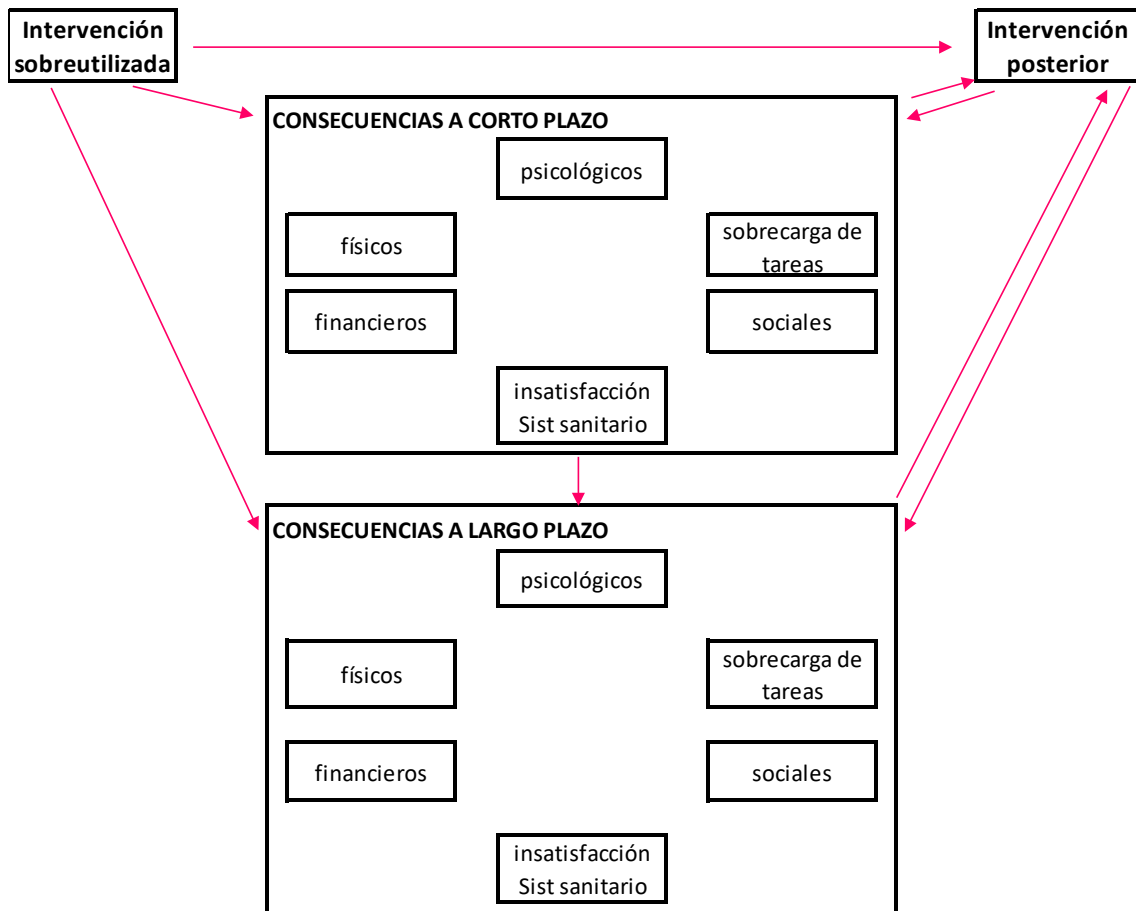 Intervención
sobreutilizada
Intervención
posterior
CONSECUENCIAS A CORTO PLAZO
psicológicos
físicos
sobrecarga de
tareas
financieros
sociales
insatisfacción
Sist sanitario
CONSECUENCIAS A LARGO PLAZO
psicológicos
físicos
sobrecarga de
tareas
financieros
sociales
insatisfacción
Sist sanitario